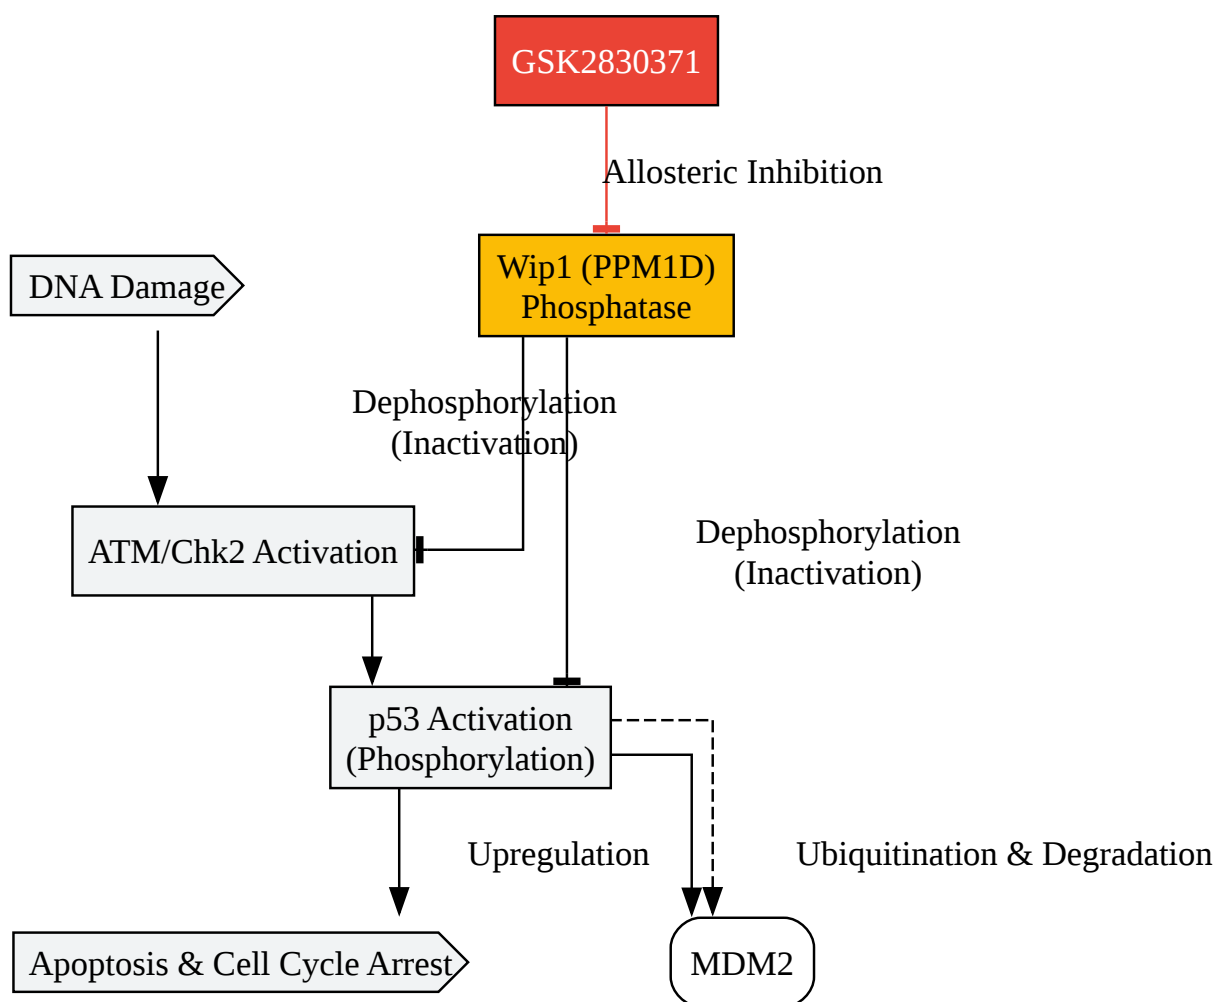 GSK2830371
Allosteric Inhibition
Wip1 (PPM1D)
Phosphatase
DNA Damage
Dephosphorylation
(Inactivation)
Dephosphorylation
(Inactivation)
ATM/Chk2 Activation
p53 Activation
(Phosphorylation)
Upregulation
Ubiquitination & Degradation
Apoptosis & Cell Cycle Arrest
MDM2